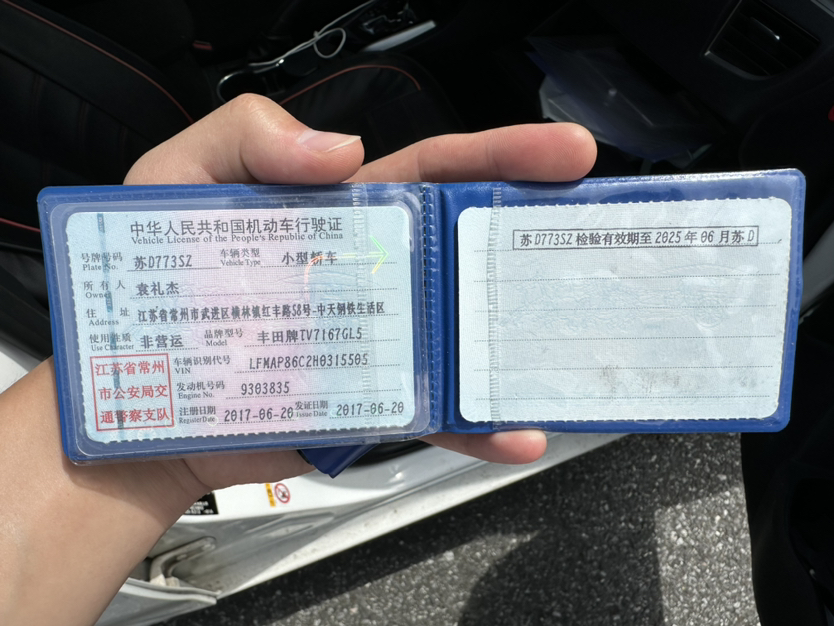 中华人民共和国机动车行驶证
Vehicle License of the People's Republic of China
号牌号码 苏D773SZ 车辆类型 小型轿车
Plate No. Vehicle Type
所有人 袁礼杰
Owner
住址 江苏省常州市武进区横林镇红丰路58号-中天钢铁生活区
Address
使用性质 非营运 品牌型号 丰田牌TV7167GL5
Use Character Model
江苏省常州
市公安局交
通警察支队
车辆识别代号 LFMAP86C2H0315505
VIN
发动机号码 9303835
Engine No.
注册日期 2017-06-20 发证日期 2017-06-20
Register Date Issue Date
苏D773SZ 检验有效期至 2025年06月苏D